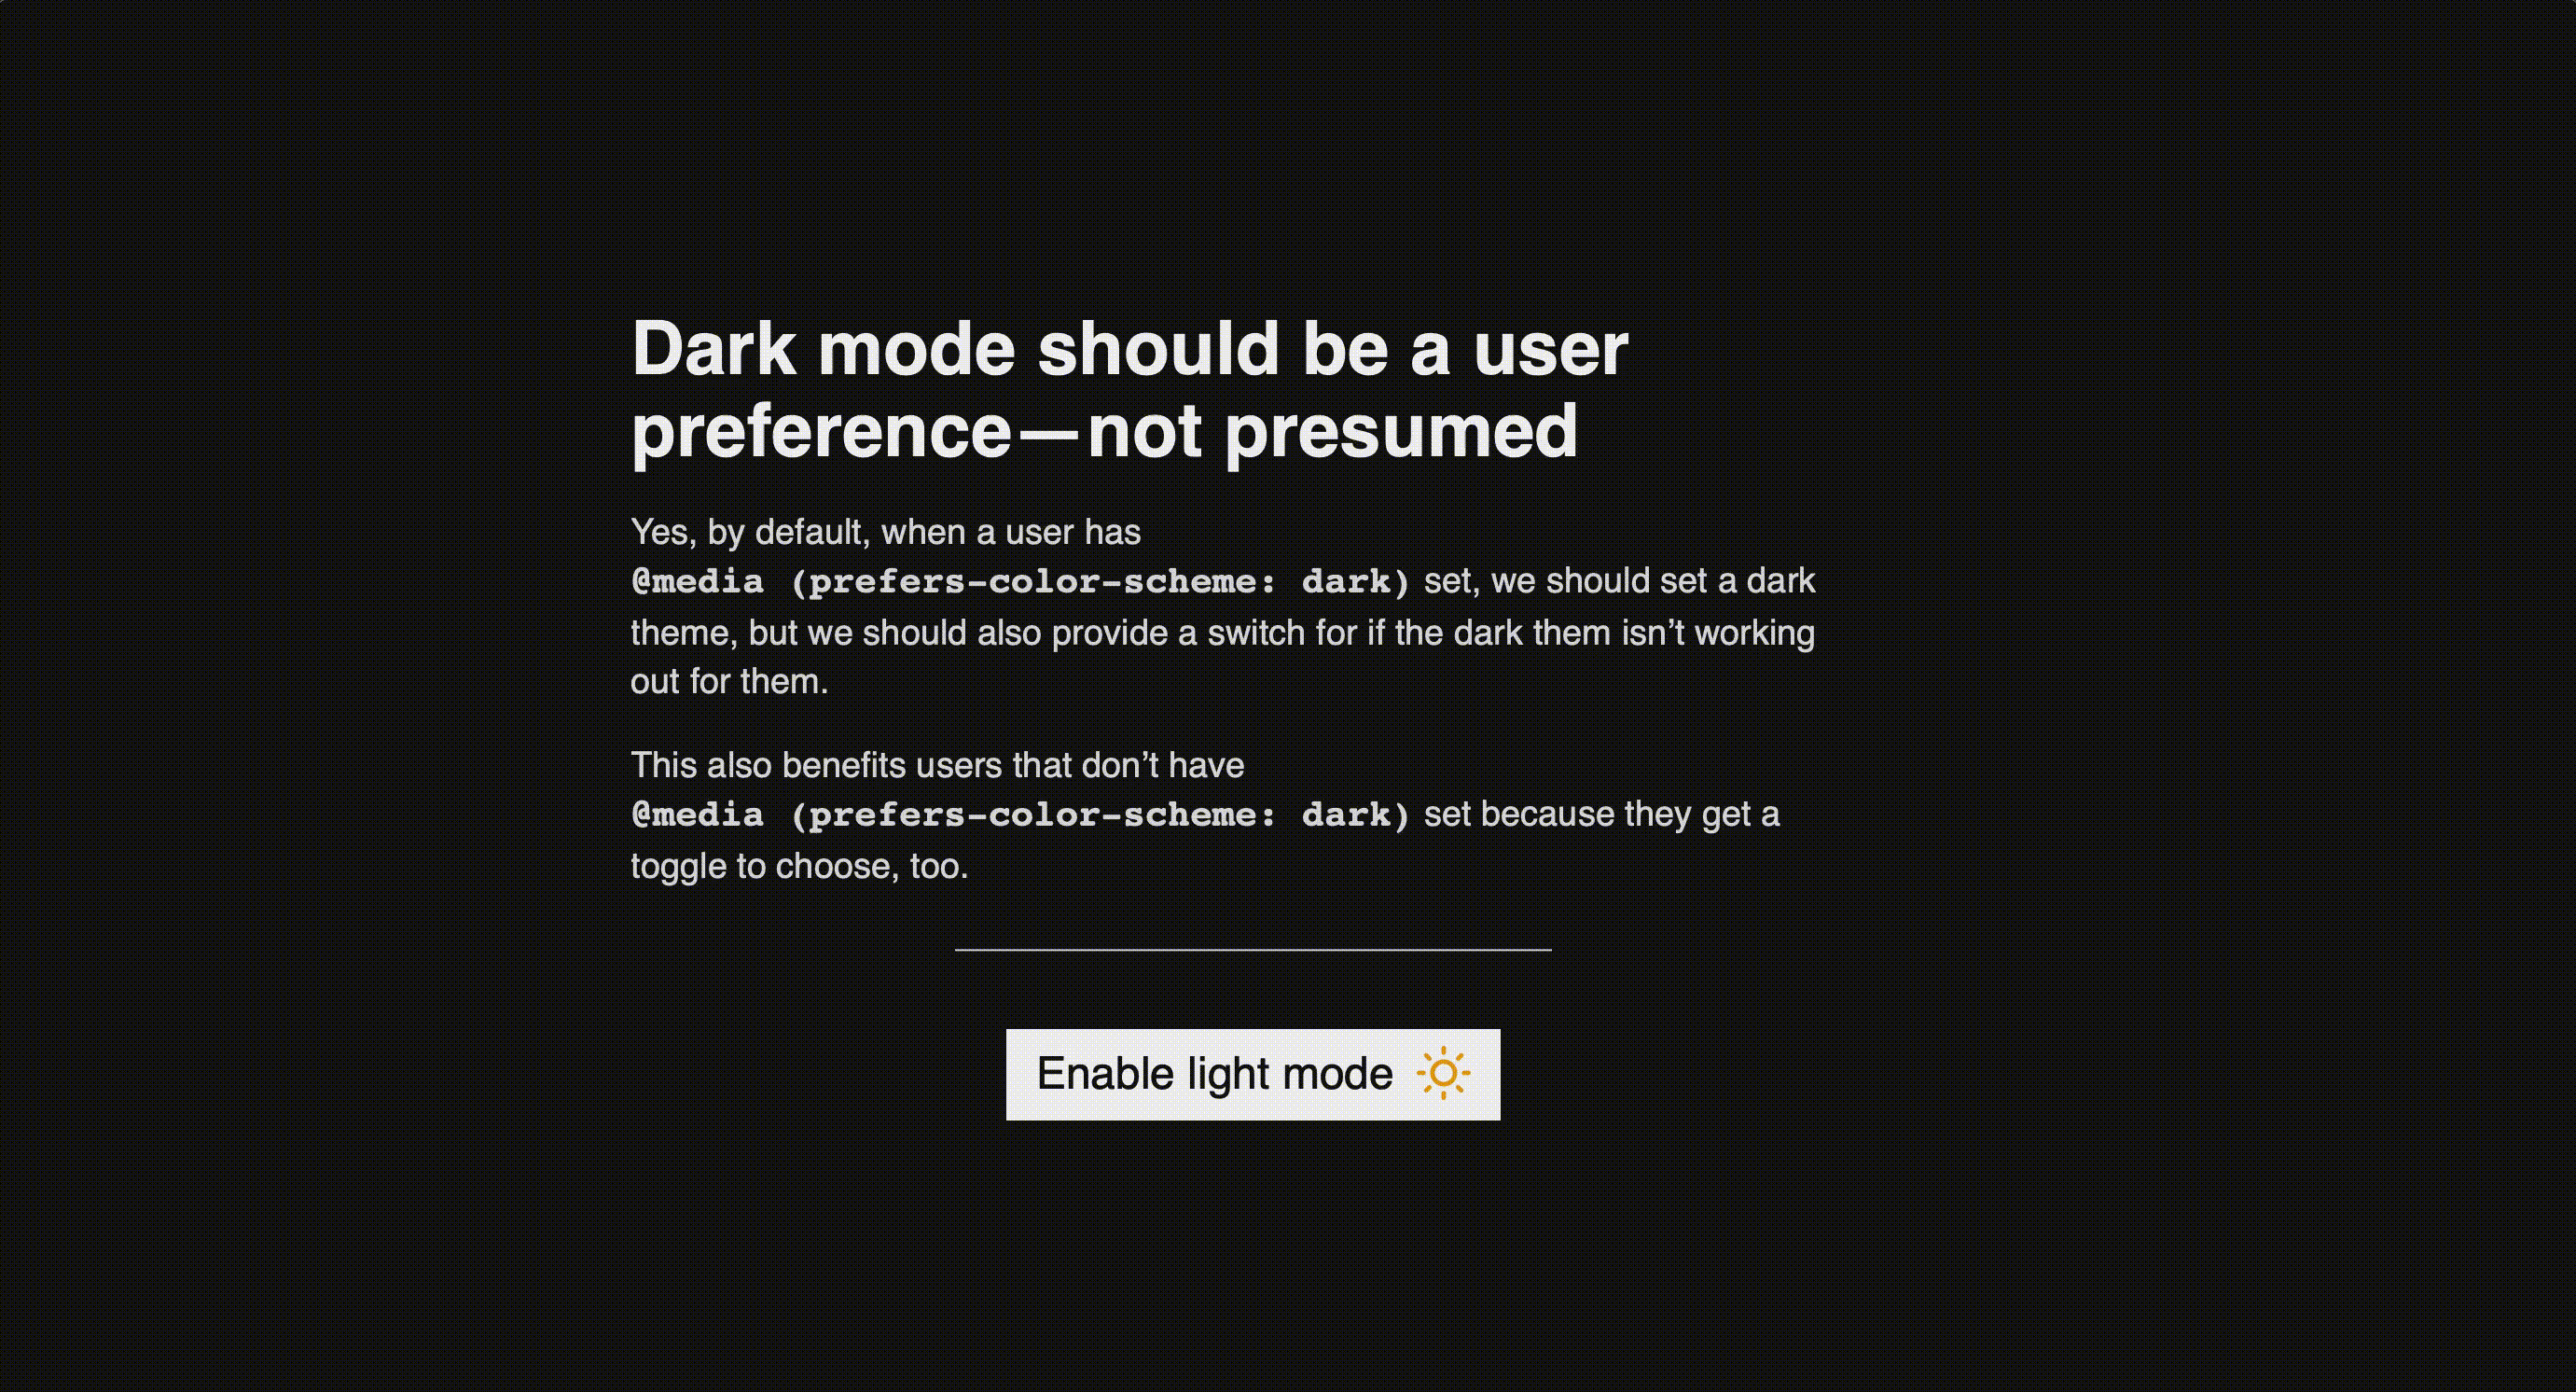 Dark mode should be a user
preference—not presumed
Yes, by default, when a user has
@media (prefers-color-scheme: dark) set, we should set a dark
theme, but we should also provide a switch for if the dark them isn’t working
out for them.
This also benefits users that don’t have
@media (prefers-color-scheme: dark) set because they get a
toggle to choose, too.
Enable light mode